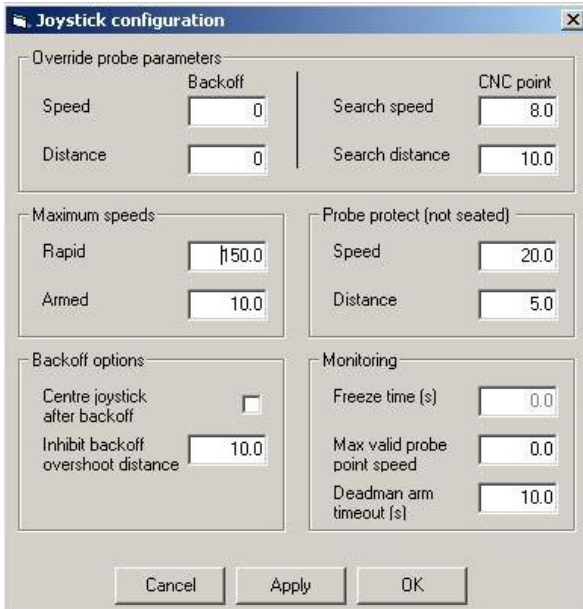 Joystick configuration
Override probe parameters
Backoff
CNC point
Speed 0
Search speed 8.0
Distance 0
Search distance 10.0
Maximum speeds
Rapid 150.0
Armed 10.0
Probe protect (not seated)
Speed 20.0
Distance 5.0
Backoff options
Centre joystick
after backoff
Inhibit backoff 10.0
overshoot distance
Monitoring
Freeze time (s) 0.0
Max valid probe 0.0
point speed
Deadman arm 10.0
timeout (s)
Cancel Apply OK